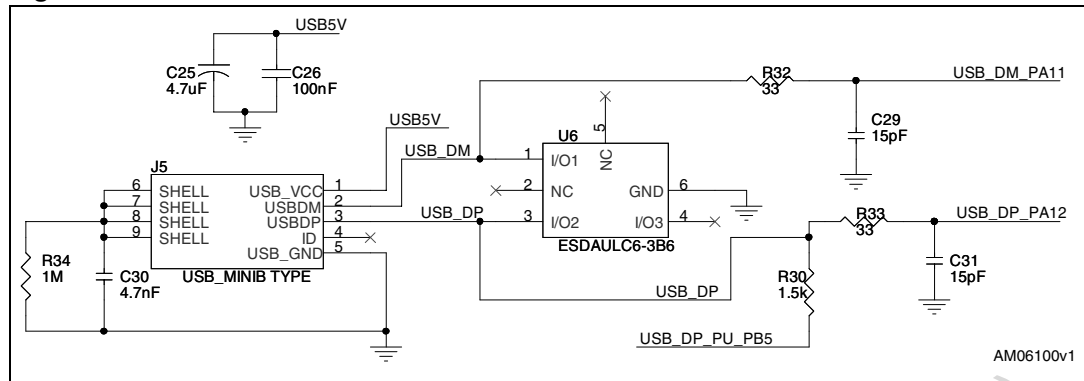 USB5V
C25
4.7uF
C26
100nF
R32
33
USB_DM_PA11
C29
15pF
USB5V
U6
5
NC
USB_DM
1
I/O1
2
NC
GND
6
USB_DP
3
I/O2
I/O3
4
ESDAULC6-3B6
J5
6
SHELL
USB_VCC
1
7
SHELL
USBDM
2
8
SHELL
USBDP
3
9
SHELL
ID
4
USB_GND
5
USB_MINIB TYPE
R34
1M
C30
4.7nF
R33
33
USB_DP_PA12
C31
15pF
R30
1.5k
USB_DP
USB_DP_PU_PB5
AM06100v1